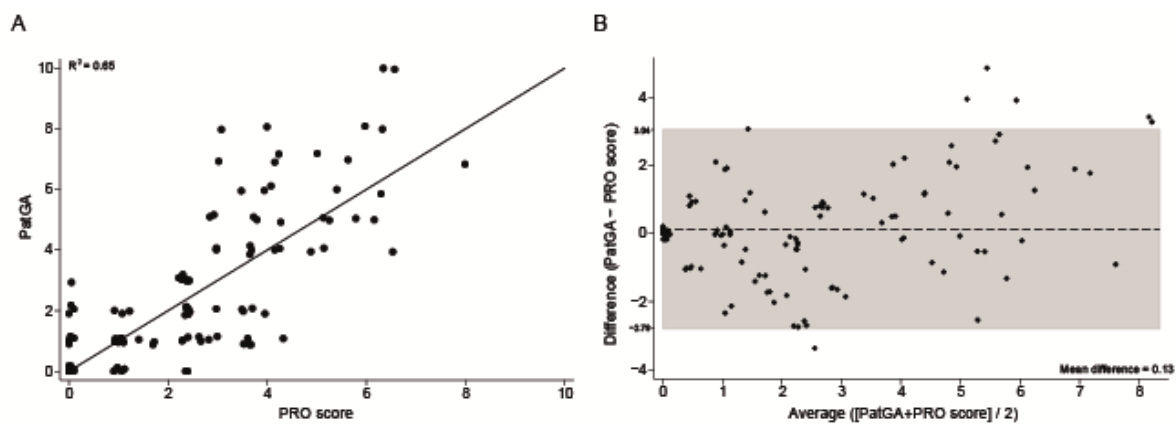 A
R² = 0.65
10
8
6
4
2
0
PatGA
0 2 4 6 8 10
PRO score
B
4
2
0
−2
−4
Difference (PatGA − PRO score)
Mean difference = 0.13
0 1 2 3 4 5 6 7 8
Average ([PatGA+PRO score] / 2)